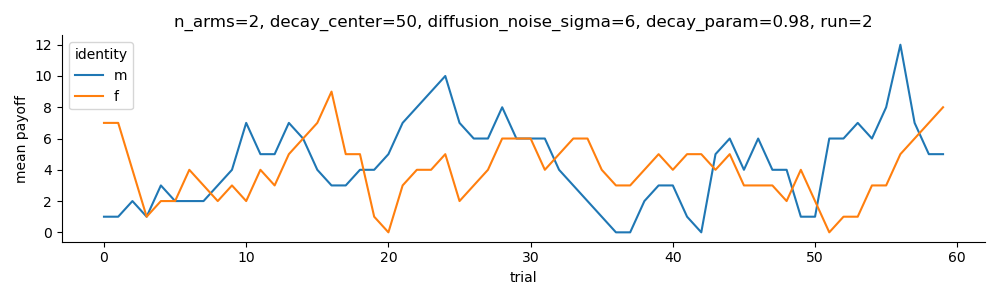 n_arms=2, decay_center=50, diffusion_noise_sigma=6, decay_param=0.98, run=2
identity
m
f
mean payoff
12
10
8
6
4
2
0
0 10 20 30 40 50 60
trial